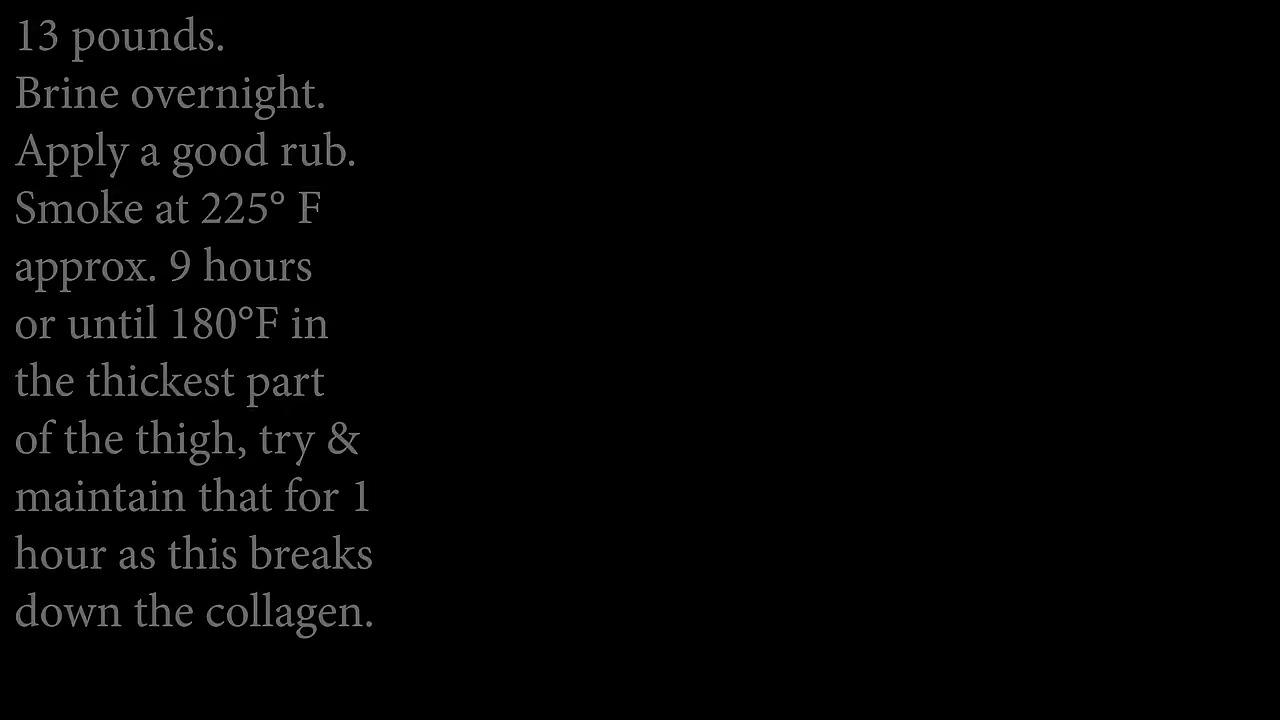 13 pounds.
Brine overnight.
Apply a good rub.
Smoke at 225° F
approx. 9 hours
or until 180°F in
the thickest part
of the thigh, try &
maintain that for 1
hour as this breaks
down the collagen.